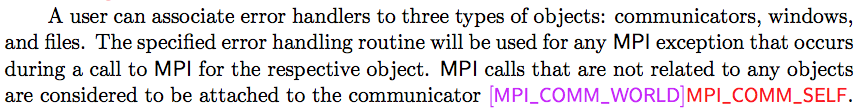 A user can associate error handlers to three types of objects: communicators, windows,
and files. The specified error handling routine will be used for any MPI exception that occurs
during a call to MPI for the respective object. MPI calls that are not related to any objects
are considered to be attached to the communicator [MPI_COMM_WORLD]MPI_COMM_SELF.